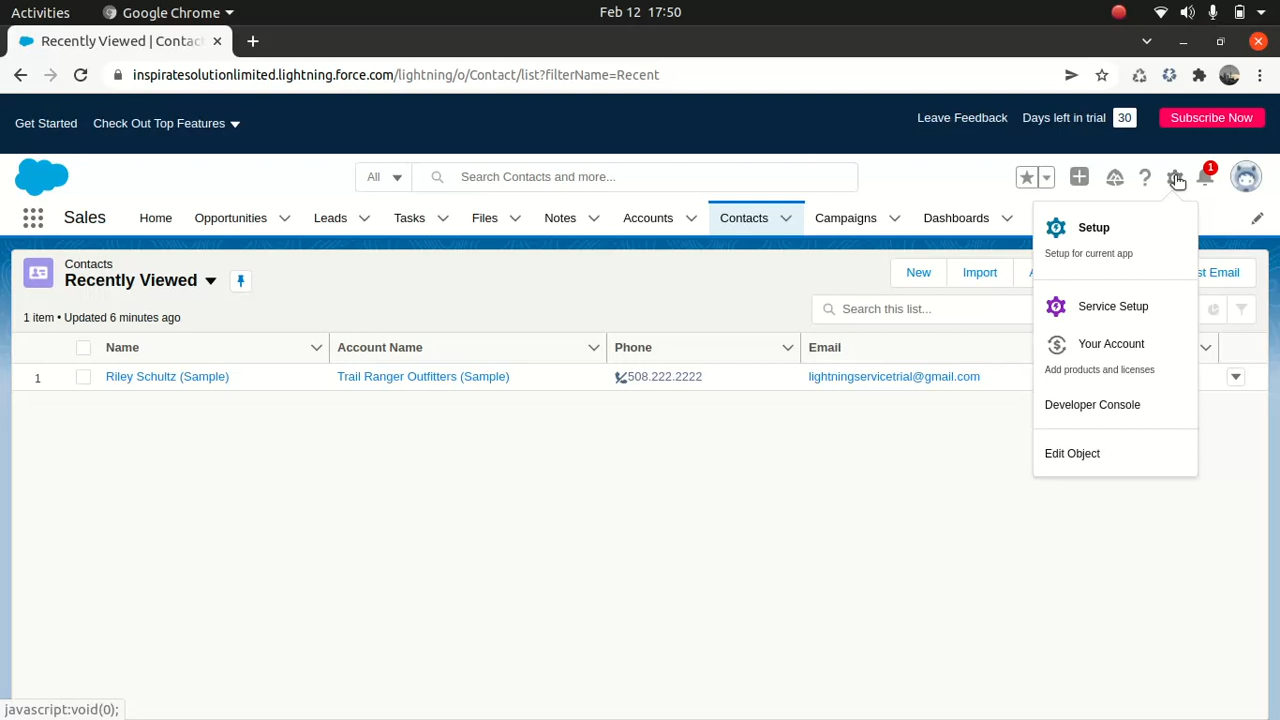 Activities
Google Chrome
Feb 12 17:50
Recently Viewed | Contac
inspiratesolutionlimited.lightning.force.com/lightning/o/Contact/list?filterName=Recent
Get Started
Check Out Top Features
Leave Feedback
Days left in trial 30
Subscribe Now
All
Search Contacts and more...
1
Sales
Home
Opportunities
Leads
Tasks
Files
Notes
Accounts
Contacts
Campaigns
Dashboards
Setup
Setup for current app
Service Setup
Your Account
Add products and licenses
Developer Console
Edit Object
Contacts
Recently Viewed
New
Import
A
st Email
1 item • Updated 6 minutes ago
Search this list...
Name
Account Name
Phone
Email
1
Riley Schultz (Sample)
Trail Ranger Outfitters (Sample)
508.222.2222
lightningservicetrial@gmail.com
javascript:void(0);